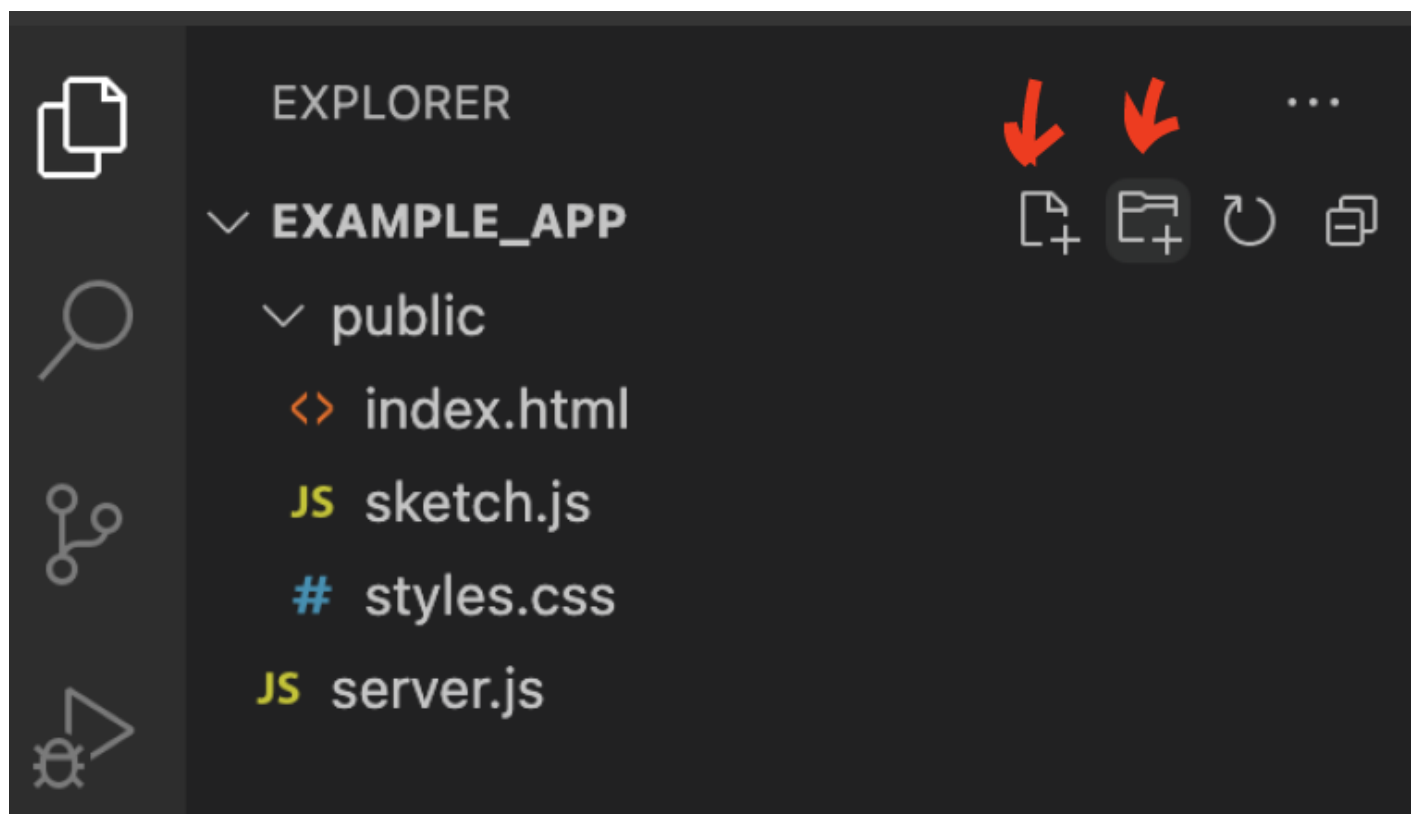 EXPLORER
EXAMPLE_APP
public
<> index.html
JS sketch.js
# styles.css
JS server.js